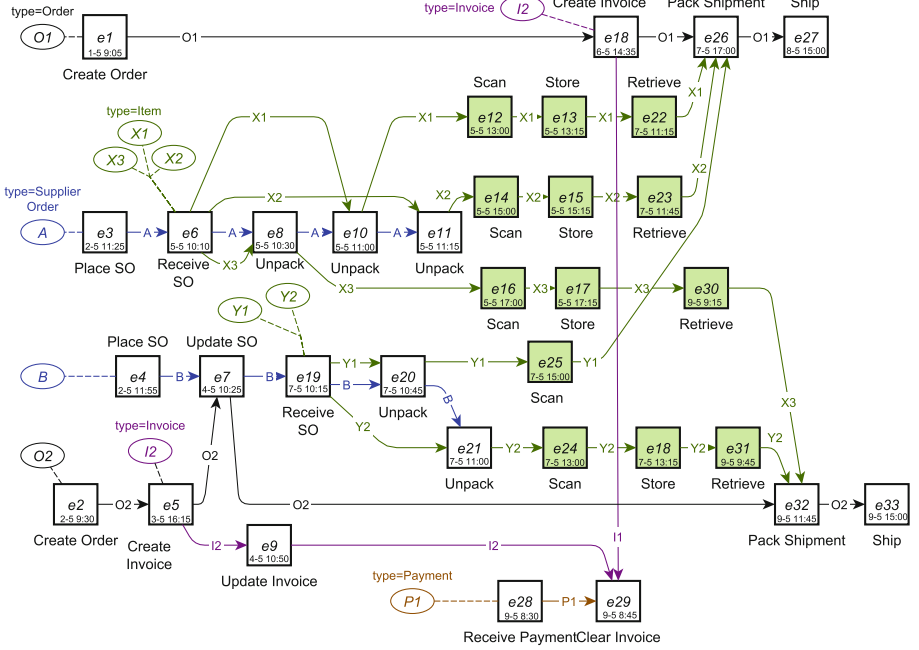 type=Order
O1
e1
1-5 9:05
Create Order
O1
type=Invoice
I2
Create Invoice
e18
6-5 14:35
O1
Pack Shipment
e26
7-5 17:00
O1
Ship
e27
8-5 15:00
type=Item
X1
X3
X2
X1
X1
Scan
e12
5-5 13:00
X1
Store
e13
5-5 13:15
X1
Retrieve
e22
7-5 11:15
X1
type=Supplier
Order
A
e3
2-5 11:25
Place SO
A
e6
5-5 10:10
Receive
SO
A
X3
X2
e8
5-5 10:30
Unpack
A
e10
5-5 11:00
Unpack
A
e11
5-5 11:15
Unpack
X2
e14
5-5 15:00
Scan
X2
e15
5-5 15:15
Store
X2
e23
7-5 11:45
Retrieve
X2
X3
e16
5-5 17:00
Scan
X3
e17
5-5 17:15
Store
X3
e30
9-5 9:15
Retrieve
X3
Y1
Y2
B
Place SO
e4
2-5 11:55
B
Update SO
e7
4-5 10:25
B
e19
7-5 10:15
Receive
SO
Y1
B
Y2
e20
7-5 10:45
Unpack
Y1
B
e25
7-5 15:00
Scan
Y1
e21
7-5 11:00
Unpack
Y2
e24
7-5 13:00
Scan
Y2
e18
7-5 13:15
Store
Y2
e31
9-5 9:45
Retrieve
Y2
O2
type=Invoice
I2
e2
2-5 9:30
Create Order
O2
e5
3-5 16:15
Create
Invoice
O2
O2
e32
9-5 11:45
Pack Shipment
O2
e33
9-5 15:00
Ship
I2
e9
4-5 10:50
Update Invoice
I2
I1
type=Payment
P1
e28
9-5 8:30
Receive Payment
P1
e29
9-5 8:45
Clear Invoice